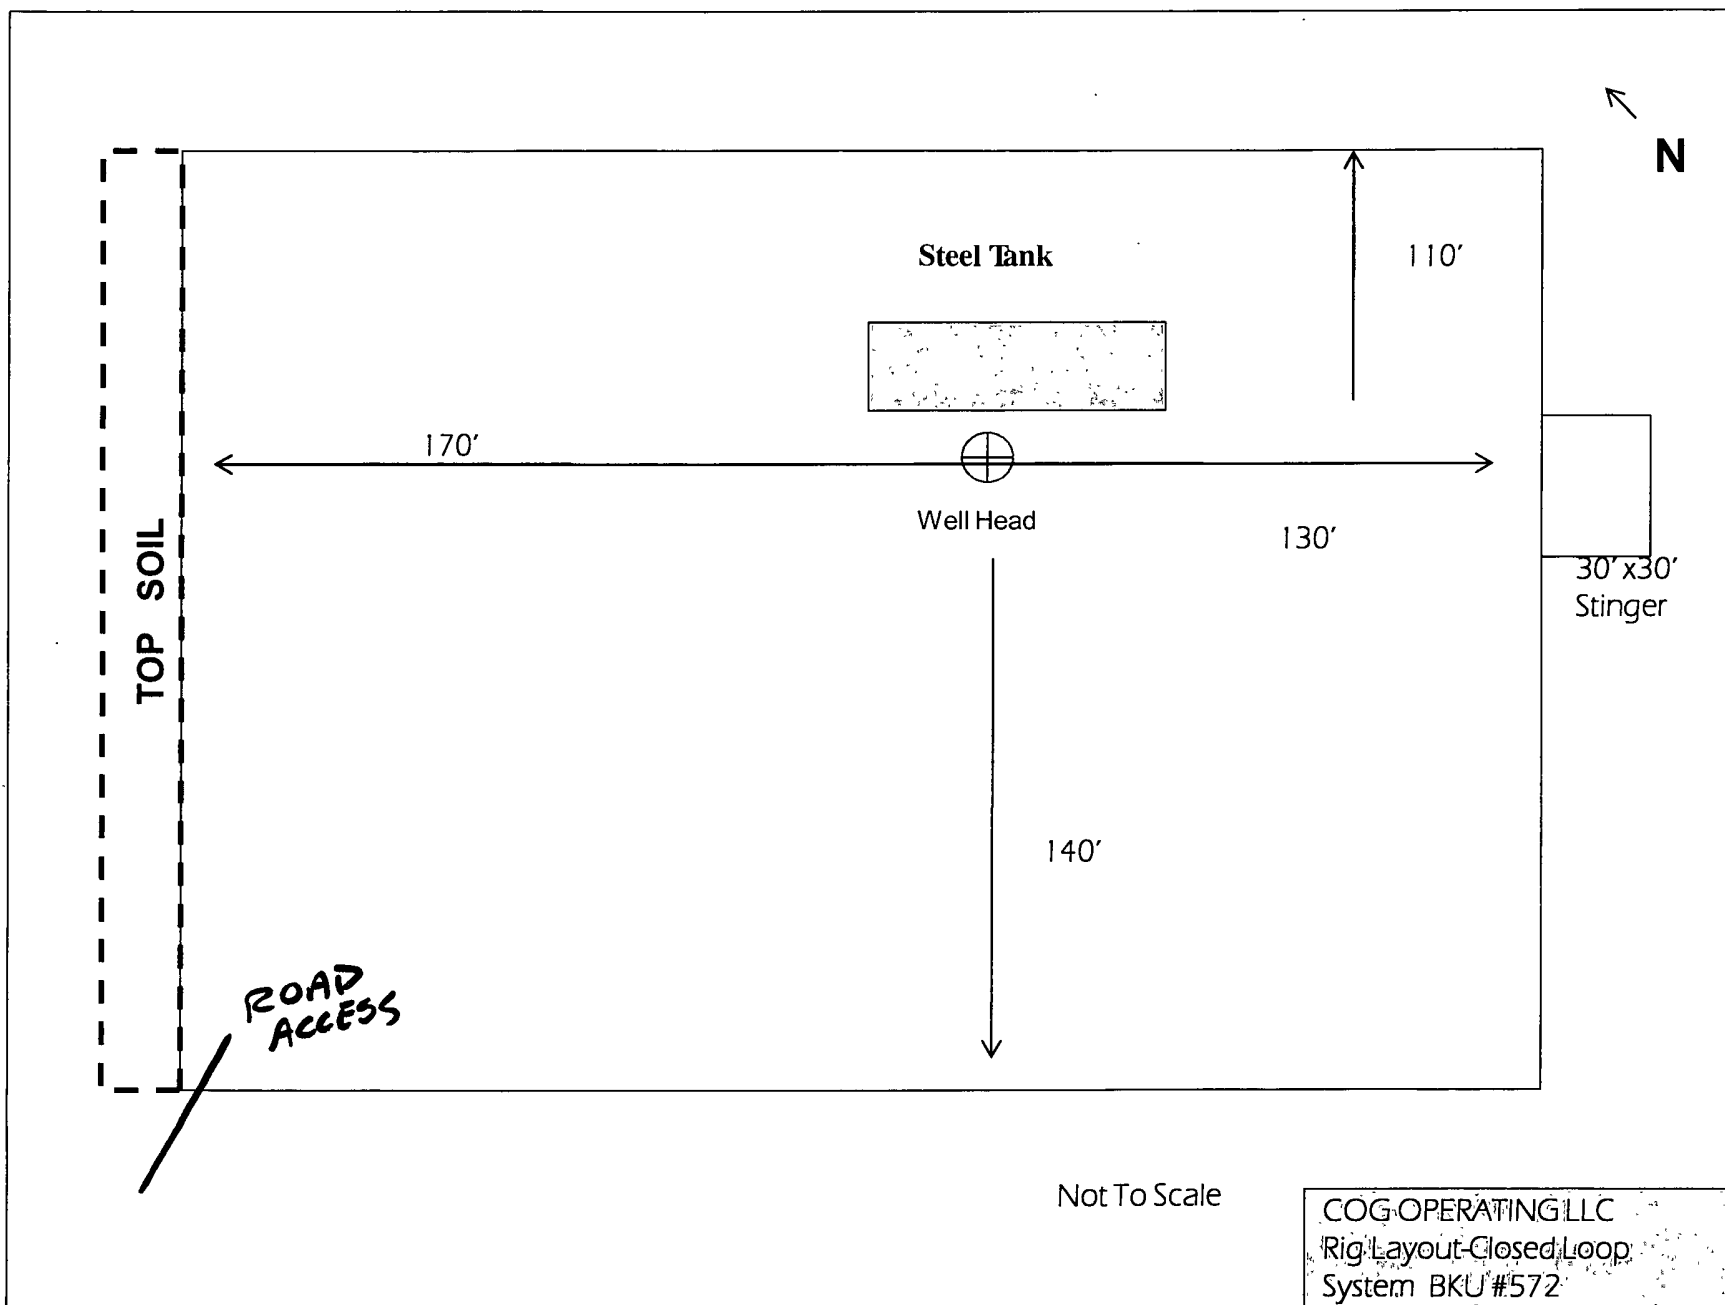 N
Steel Tank
110'
170'
Well Head
130'
30'x30'
Stinger
TOP SOIL
140'
ROAD
ACCESS
Not To Scale
COG OPERATING LLC
Rig Layout-Closed Loop
System BKU #572